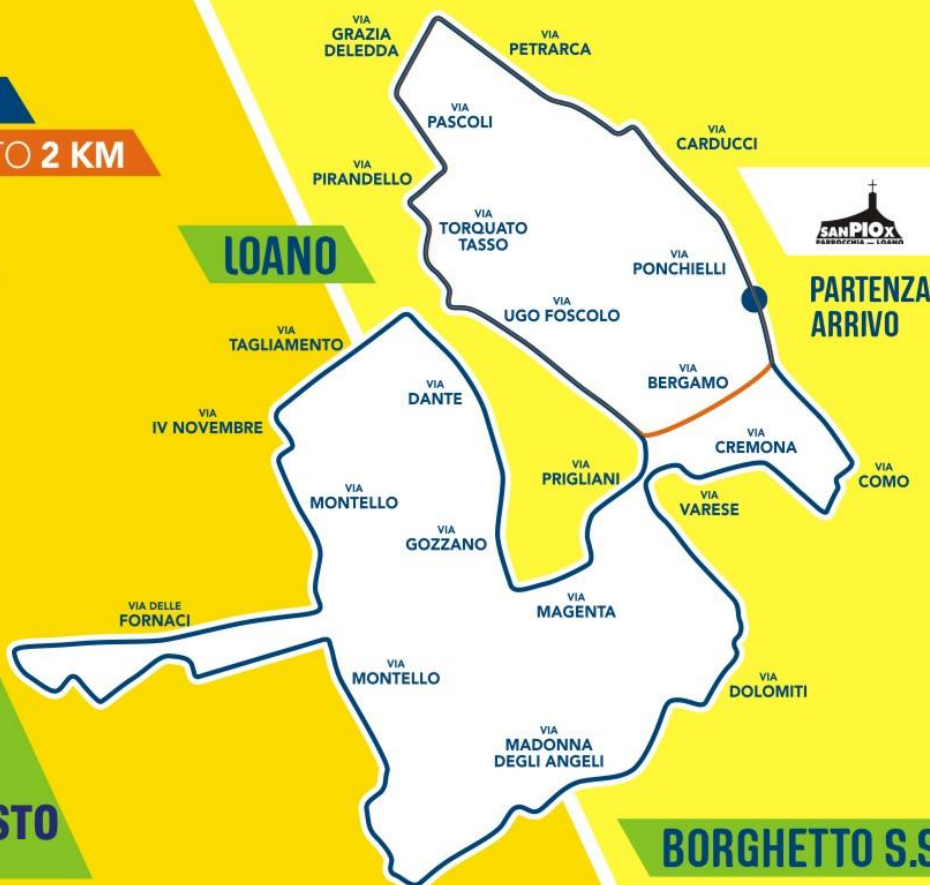 VIA
GRAZIA
DELEDDA
VIA
PETRARCA
VIA
PASCOLI
VIA
CARDUCCI
TO 2 KM
VIA
PIRANDELLO
VIA
TORQUATO
TASSO
SANPIOX
PARROCCHIA — LOANO
LOANO
VIA
PONCHIELLI
PARTENZA
ARRIVO
VIA
UGO FOSCOLO
VIA
TAGLIAMENTO
VIA
BERGAMO
VIA
DANTE
VIA
IV NOVEMBRE
VIA
CREMONA
VIA
PRIGLIANI
VIA
COMO
VIA
MONTELLO
VIA
VARESE
VIA
GOZZANO
VIA
MAGENTA
VIA DELLE
FORNACI
VIA
MONTELLO
VIA
DOLOMITI
VIA
MADONNA
DEGLI ANGELI
STO
BORGHETTO S.S